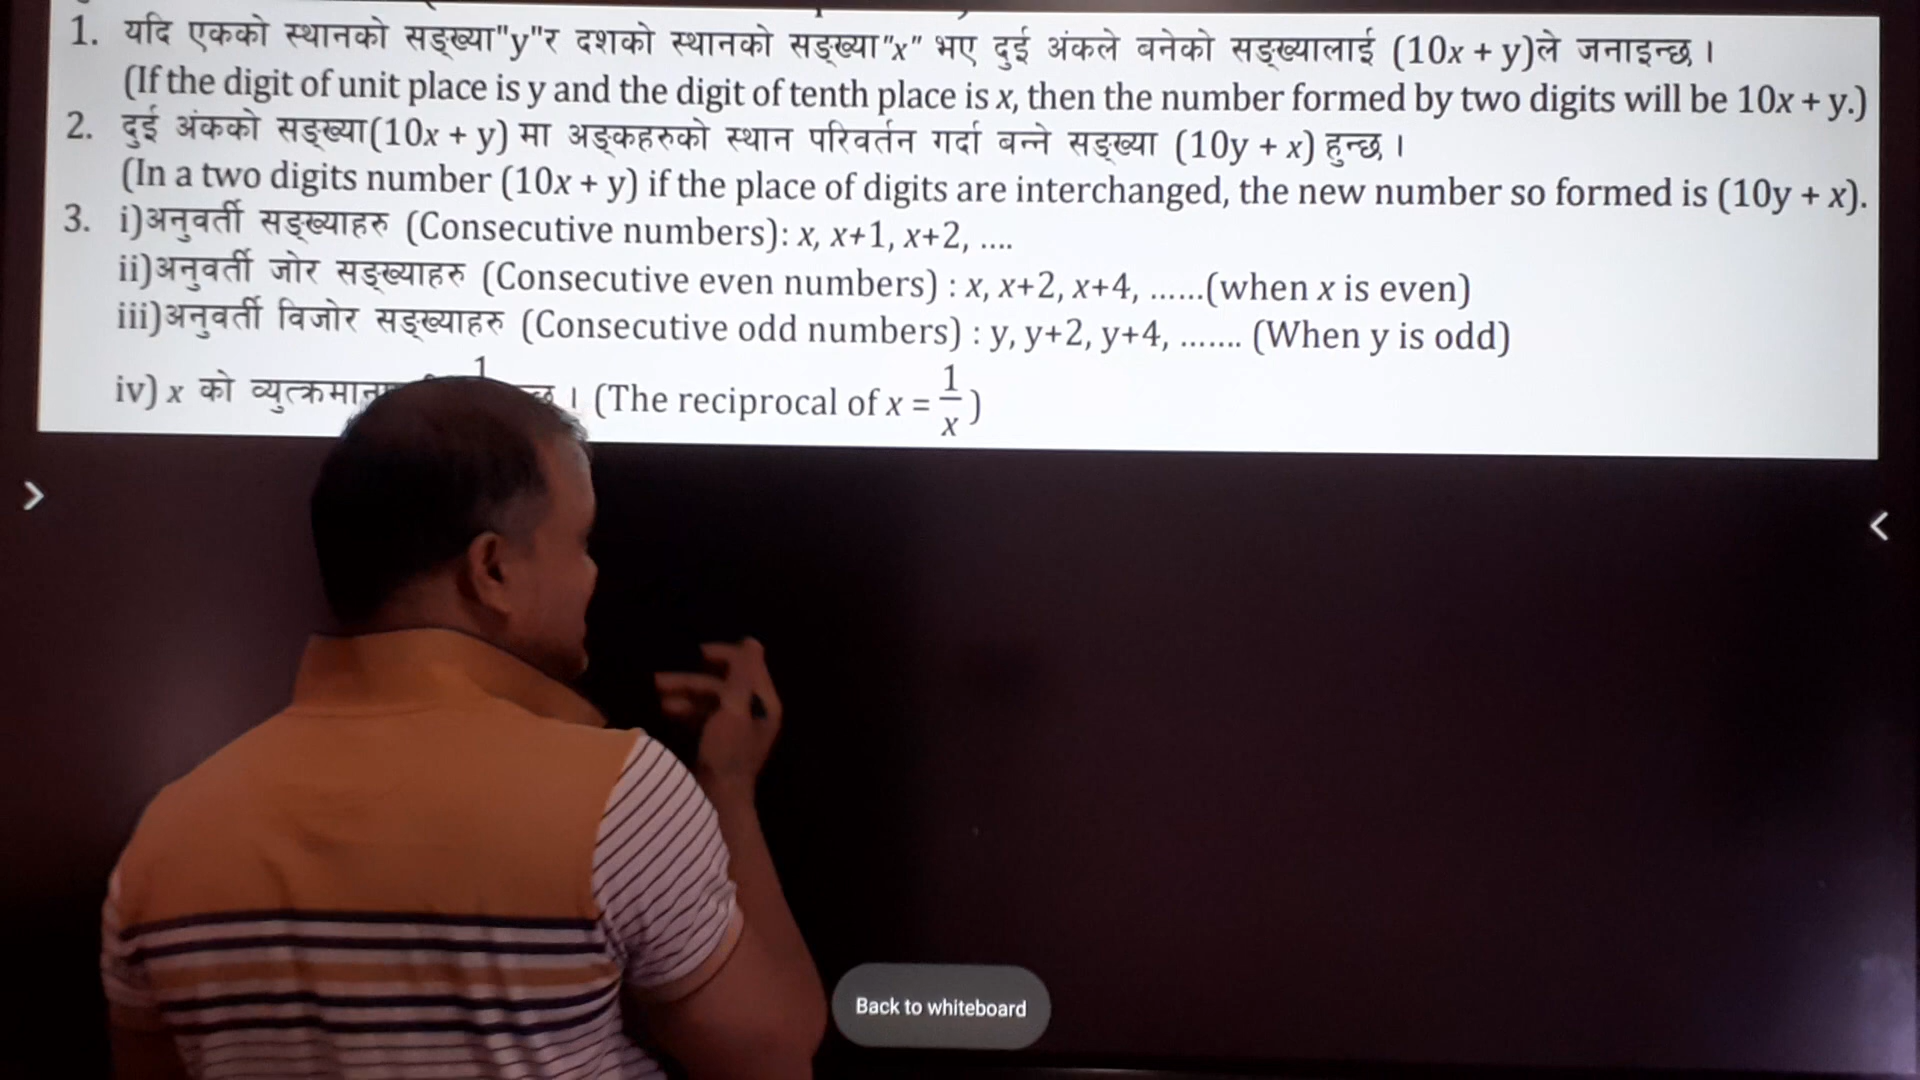 1. यदि एकको स्थानको सङ्ख्या"y"र दशको स्थानको सङ्ख्या"x" भए दुई अंकले बनेको सङ्ख्यालाई (10x + y)ले जनाइन्छ ।
(If the digit of unit place is y and the digit of tenth place is x, then the number formed by two digits will be 10x + y.)
2. दुई अंकको सङ्ख्या(10x + y) मा अङ्कहरुको स्थान परिवर्तन गर्दा बन्ने सङ्ख्या (10y + x) हुन्छ ।
(In a two digits number (10x + y) if the place of digits are interchanged, the new number so formed is (10y + x).
3. i)अनुवर्ती सङ्ख्याहरु (Consecutive numbers): x, x+1, x+2, ....
ii)अनुवर्ती जोर सङ्ख्याहरु (Consecutive even numbers) : x, x+2, x+4, ......(when x is even)
iii)अनुवर्ती विजोर सङ्ख्याहरु (Consecutive odd numbers) : y, y+2, y+4, ....... (When y is odd)
iv) x को । (The reciprocal of x = 1/x)
Back to whiteboard